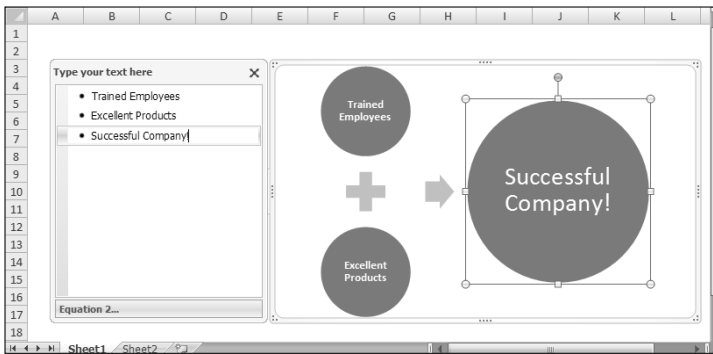 A B C D E F G H I J K L
1
2
3
4
5
6
7
8
9
10
11
12
13
14
15
16
17
18
Type your text here
• Trained Employees
• Excellent Products
• Successful Company!
Equation 2...
Trained
Employees
Excellent
Products
Successful
Company!
Sheet1 Sheet2